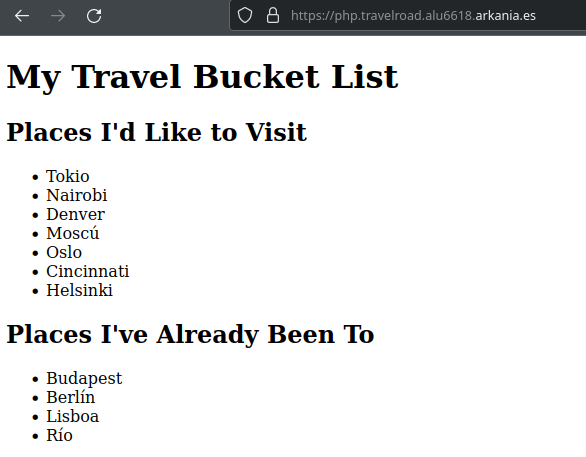 https://php.travelroad.alu6618.arkania.es
My Travel Bucket List
Places I'd Like to Visit
Tokio
Nairobi
Denver
Moscú
Oslo
Cincinnati
Helsinki
Places I've Already Been To
Budapest
Berlín
Lisboa
Río